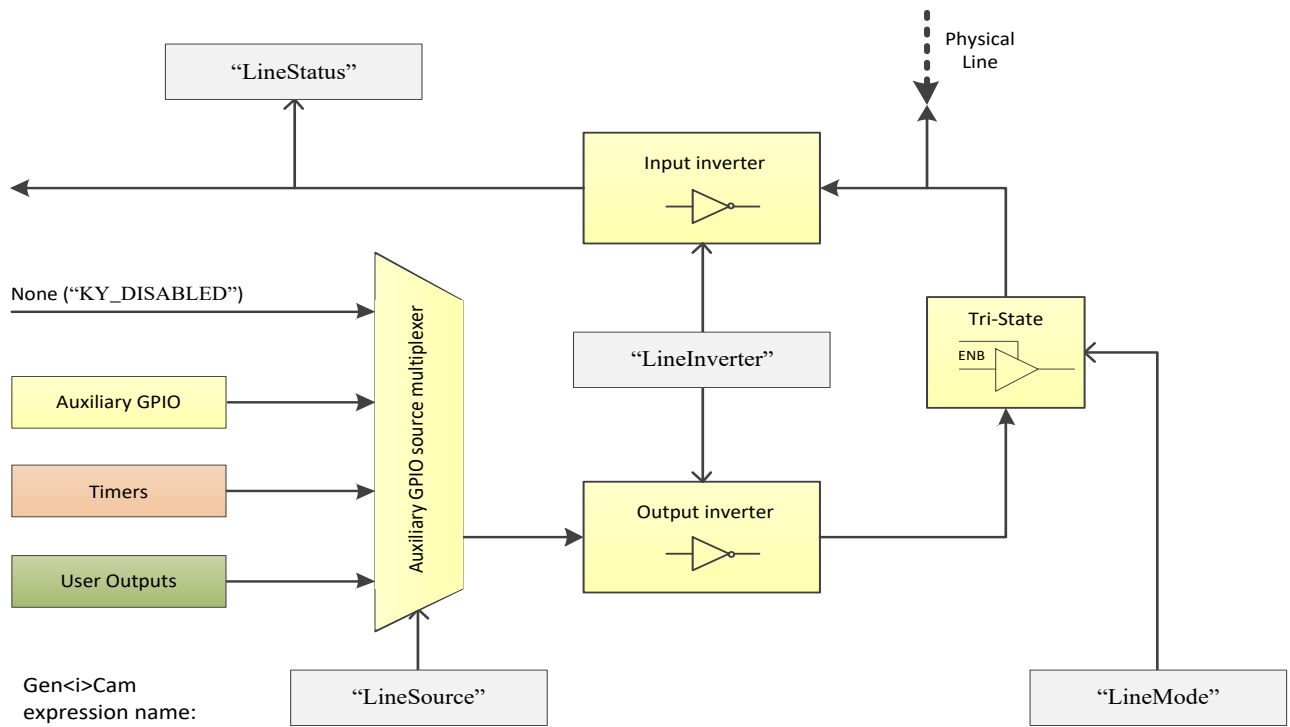 Physical
Line
“LineStatus”
Input inverter
None (“KY_DISABLED”)
Auxiliary GPIO source multiplexer
Tri-State
ENB
“LineInverter”
Auxiliary GPIO
Timers
Output inverter
User Outputs
Gen<i>Cam
expression name:
“LineSource”
“LineMode”